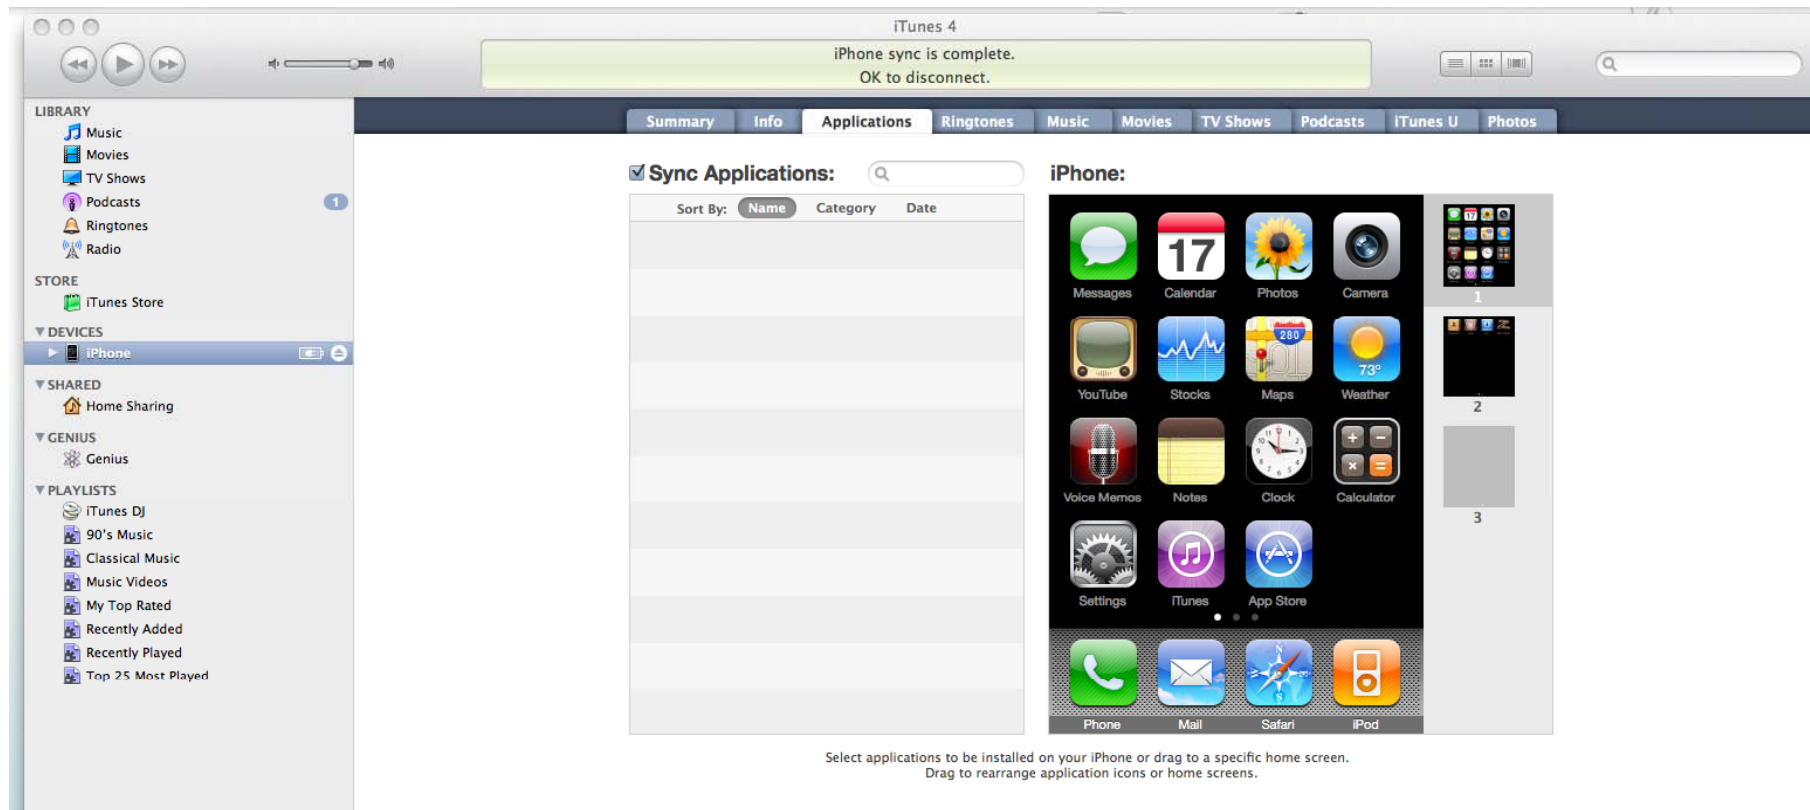 iTunes 4
iPhone sync is complete.
OK to disconnect.
LIBRARY
Music
Movies
TV Shows
Podcasts 1
Ringtones
Radio
STORE
iTunes Store
DEVICES
iPhone
SHARED
Home Sharing
GENIUS
Genius
PLAYLISTS
iTunes DJ
90's Music
Classical Music
Music Videos
My Top Rated
Recently Added
Recently Played
Top 25 Most Played
Summary Info Applications Ringtones Music Movies TV Shows Podcasts iTunes U Photos
Sync Applications:
Sort By: Name Category Date
iPhone:
17
Messages Calendar Photos Camera
280
73°
YouTube Stocks Maps Weather
Voice Memos Notes Clock Calculator
Settings iTunes App Store
Phone Mail Safari iPod
1
2
3
Select applications to be installed on your iPhone or drag to a specific home screen.
Drag to rearrange application icons or home screens.